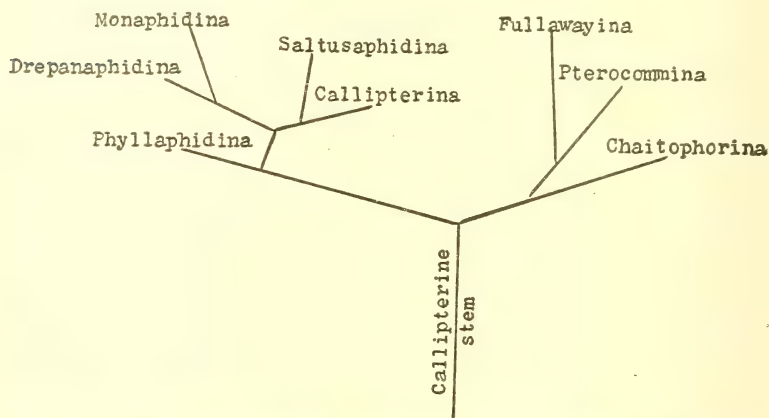 Monaphidina
Fullawayina
Saltusaphidina
Drepanaphidina
Pterocommina
Callipterina
Phyllaphidina
Chaitophorina
Callipterine
stem